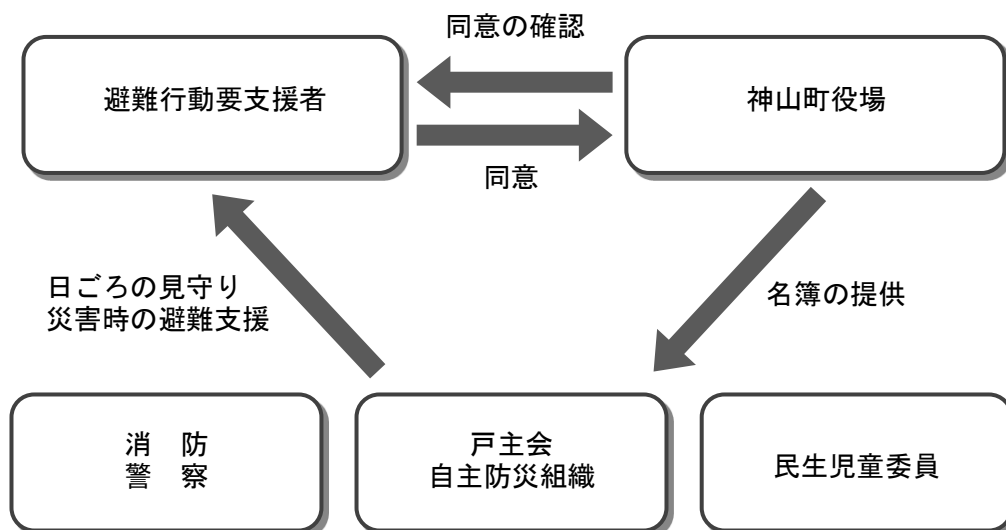 同意の確認
避難行動要支援者
神山町役場
同意
日ごろの見守り
災害時の避難支援
名簿の提供
消　防
警　察
戸主会
自主防災組織
民生児童委員